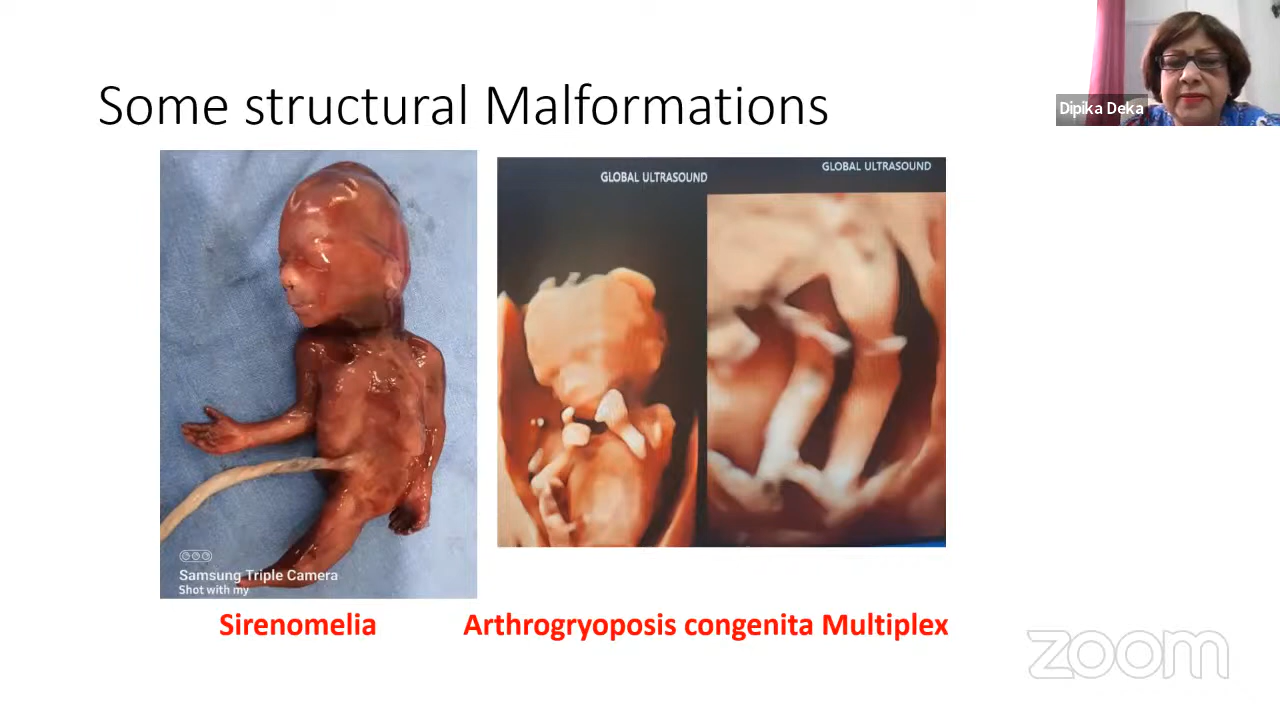 Some structural Malformations
Dipika Deka
GLOBAL ULTRASOUND
GLOBAL ULTRASOUND
Samsung Triple Camera
Shot with my
Sirenomelia
Arthrogryoposis congenita Multiplex
zoom